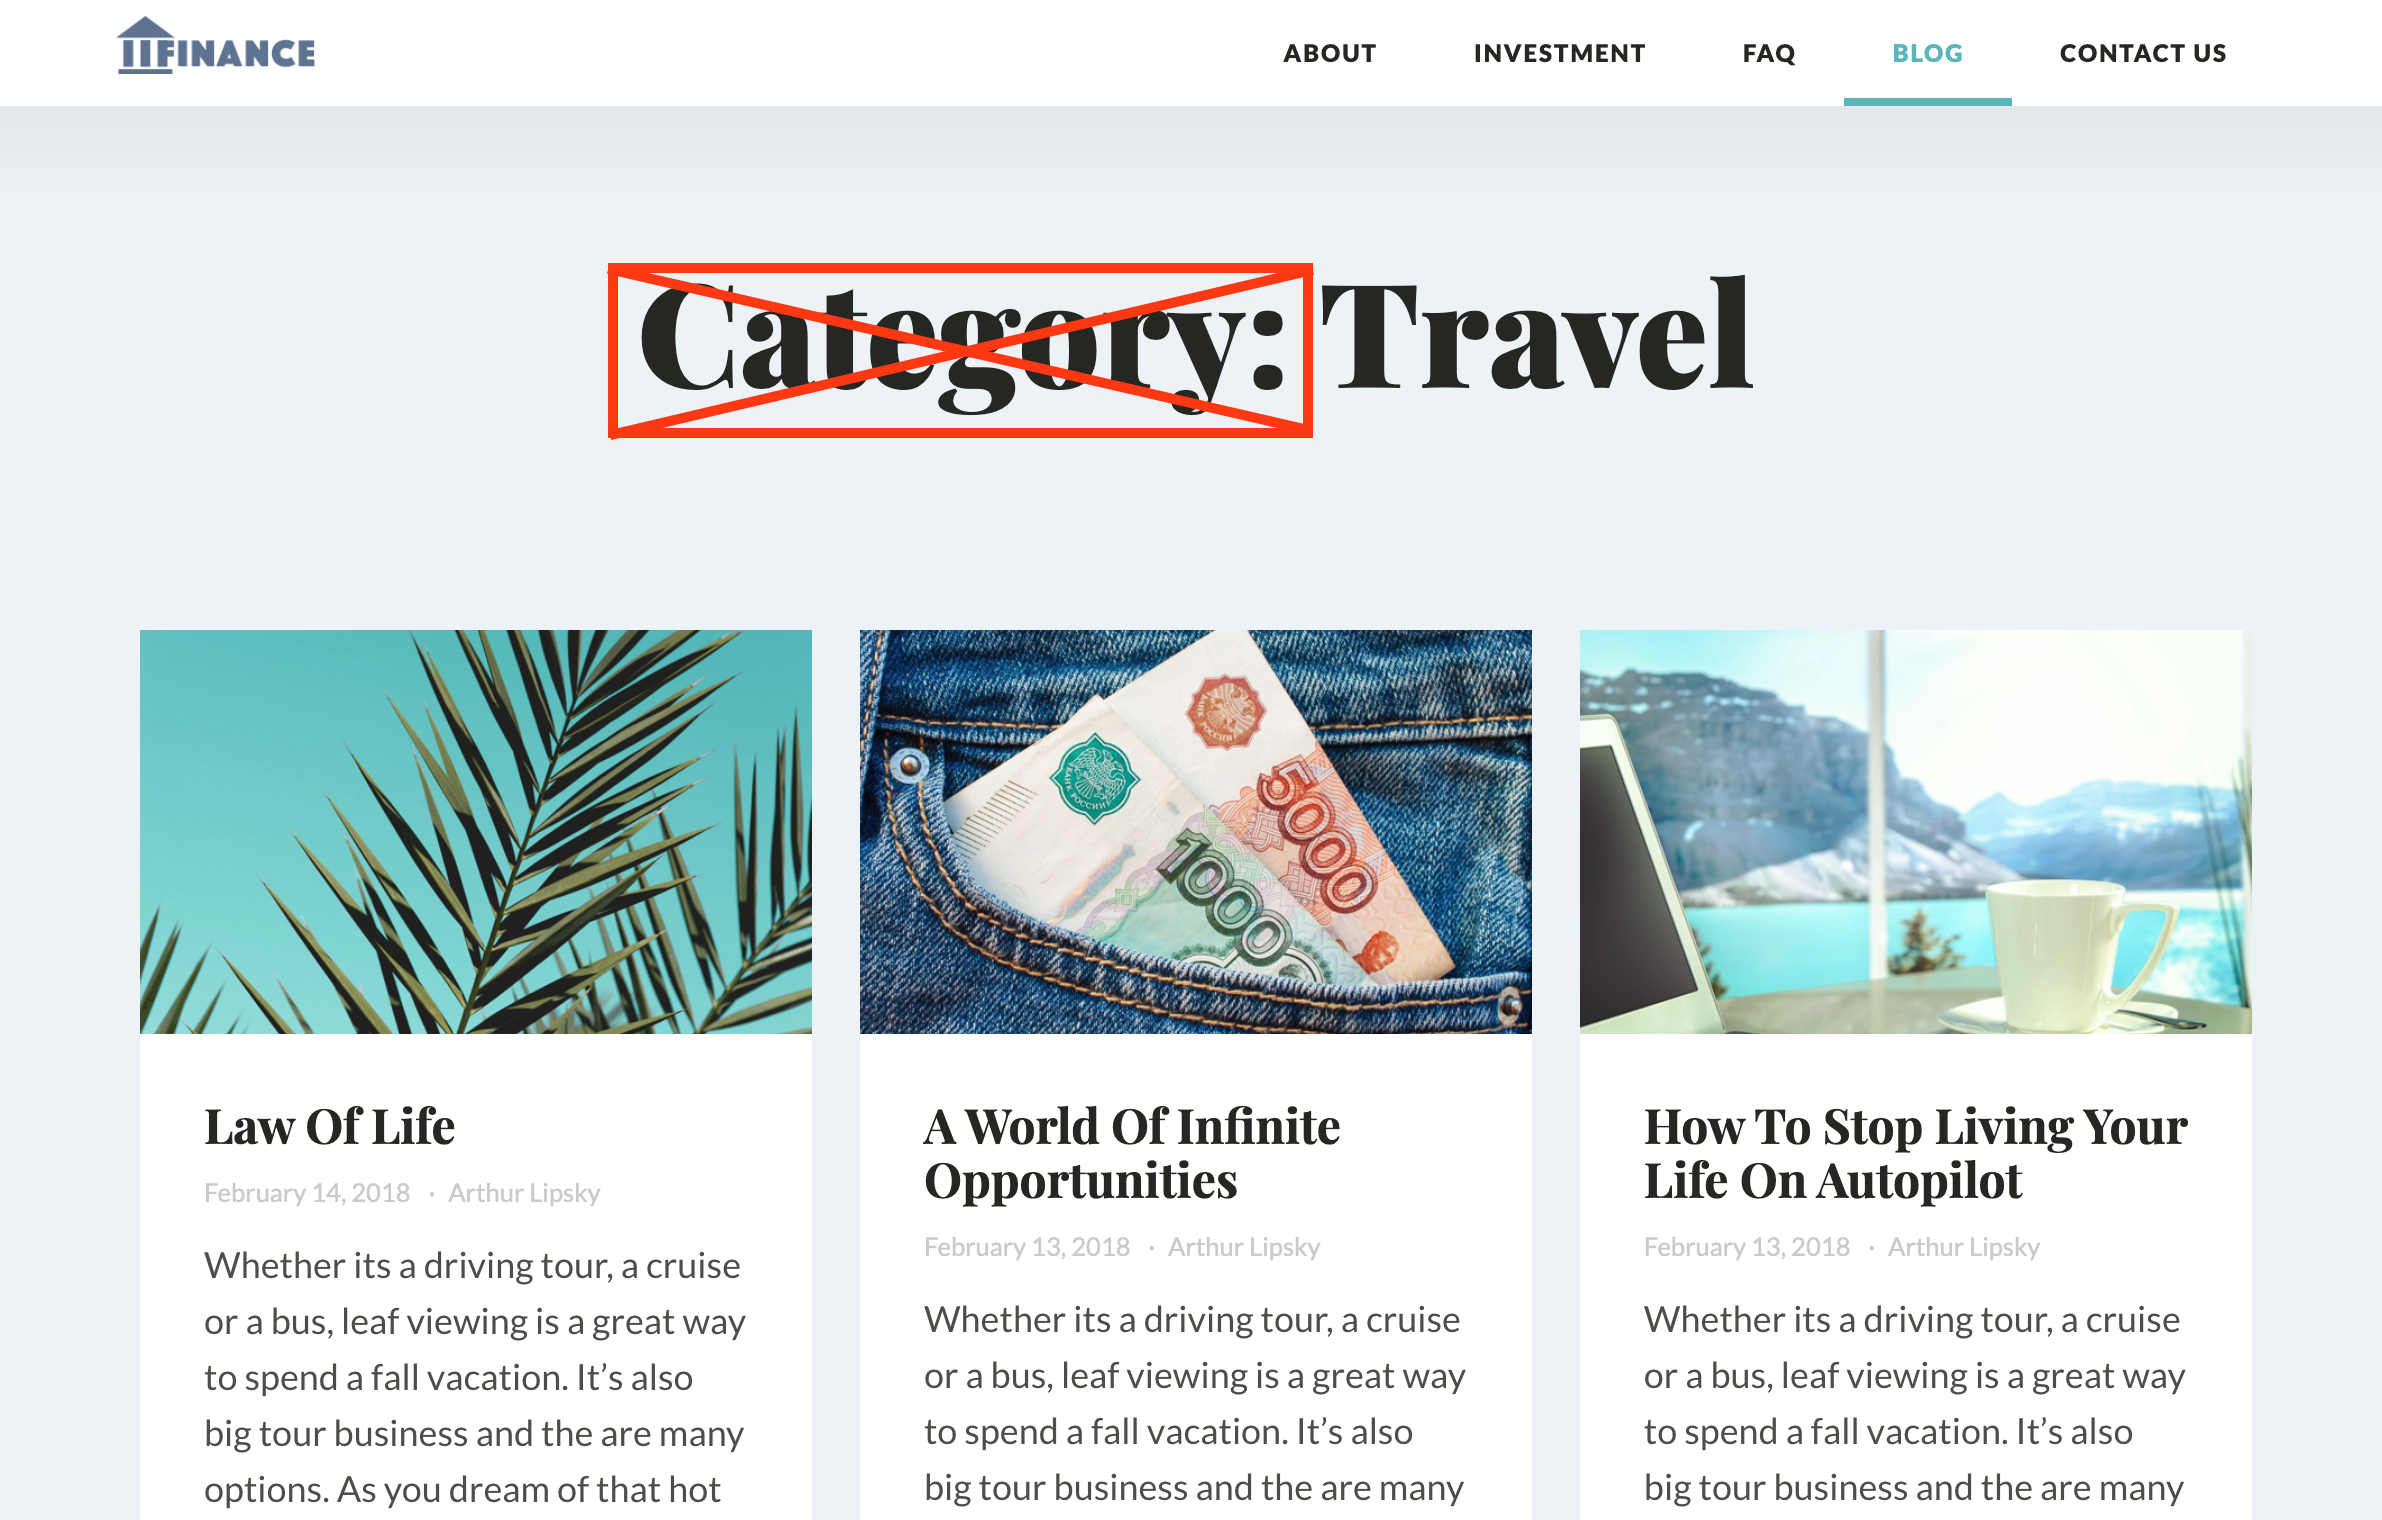 FINANCE
ABOUT INVESTMENT FAQ BLOG CONTACT US
Category: Travel
БАНК РОССИИ
1000
5000
Law Of Life
February 14, 2018 · Arthur Lipsky
Whether its a driving tour, a cruise
or a bus, leaf viewing is a great way
to spend a fall vacation. It’s also
big tour business and the are many
options. As you dream of that hot
A World Of Infinite
Opportunities
February 13, 2018 · Arthur Lipsky
Whether its a driving tour, a cruise
or a bus, leaf viewing is a great way
to spend a fall vacation. It’s also
big tour business and the are many
How To Stop Living Your
Life On Autopilot
February 13, 2018 · Arthur Lipsky
Whether its a driving tour, a cruise
or a bus, leaf viewing is a great way
to spend a fall vacation. It’s also
big tour business and the are many